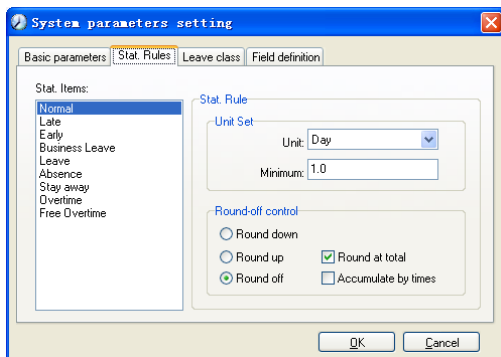 System parameters setting
Basic parameters Stat. Rules Leave class Field definition
Stat. Items:
Normal
Late
Early
Business Leave
Leave
Absence
Stay away
Overtime
Free Overtime
Stat. Rule
Unit Set
Unit: Day
Minimum: 1.0
Round-off control
Round down
Round up Round at total
Round off Accumulate by times
OK Cancel